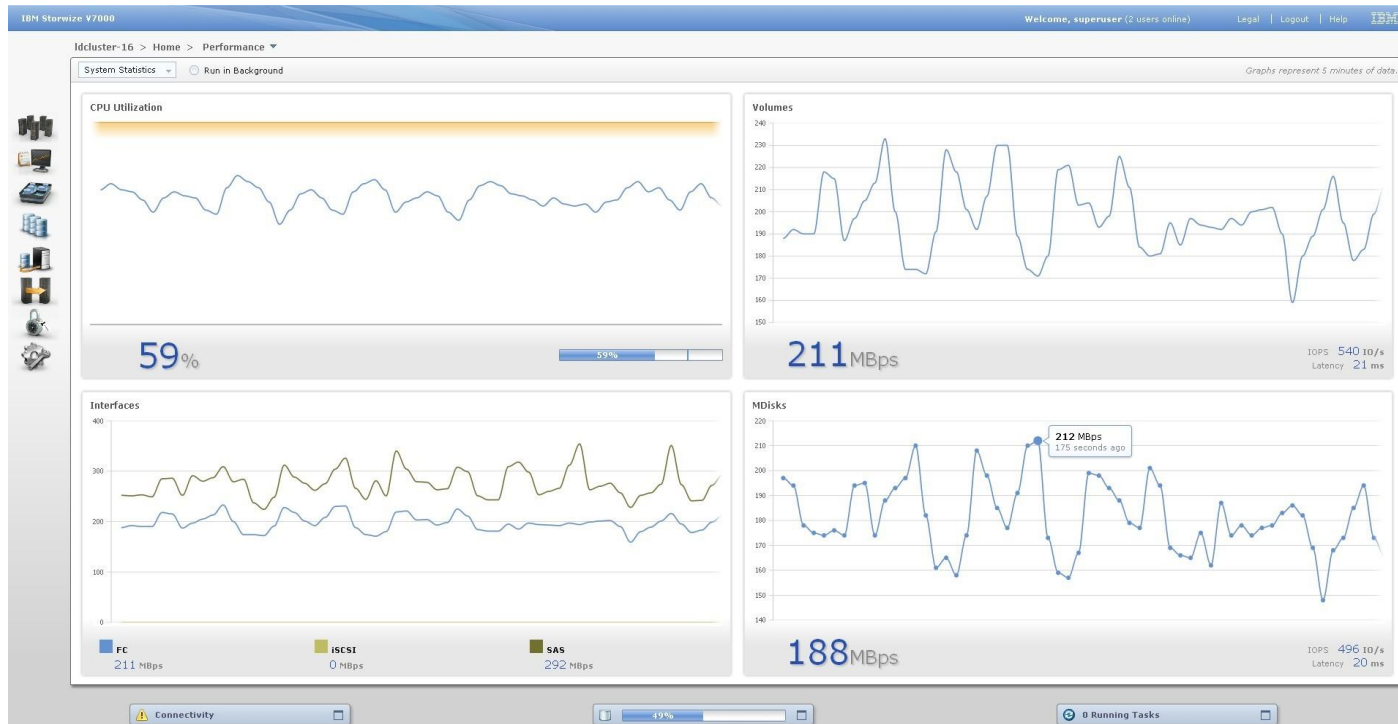 IBM Storwize V7000
Welcome, superuser (2 users online)
Legal | Logout | Help
IBM
ldcluster-16 > Home > Performance
System Statistics
Run in Background
Graphs represent 5 minutes of data.
CPU Utilization
59%
59%
Volumes
240
230
220
210
200
190
180
170
160
150
211 MBps
IOPS 540 IO/s
Latency 21 ms
Interfaces
400
300
200
100
0
FC
211 MBps
iSCSI
0 MBps
SAS
292 MBps
MDisks
220
210
200
190
180
170
160
150
140
212 MBps
175 seconds ago
188 MBps
IOPS 496 IO/s
Latency 20 ms
Connectivity
49%
0 Running Tasks